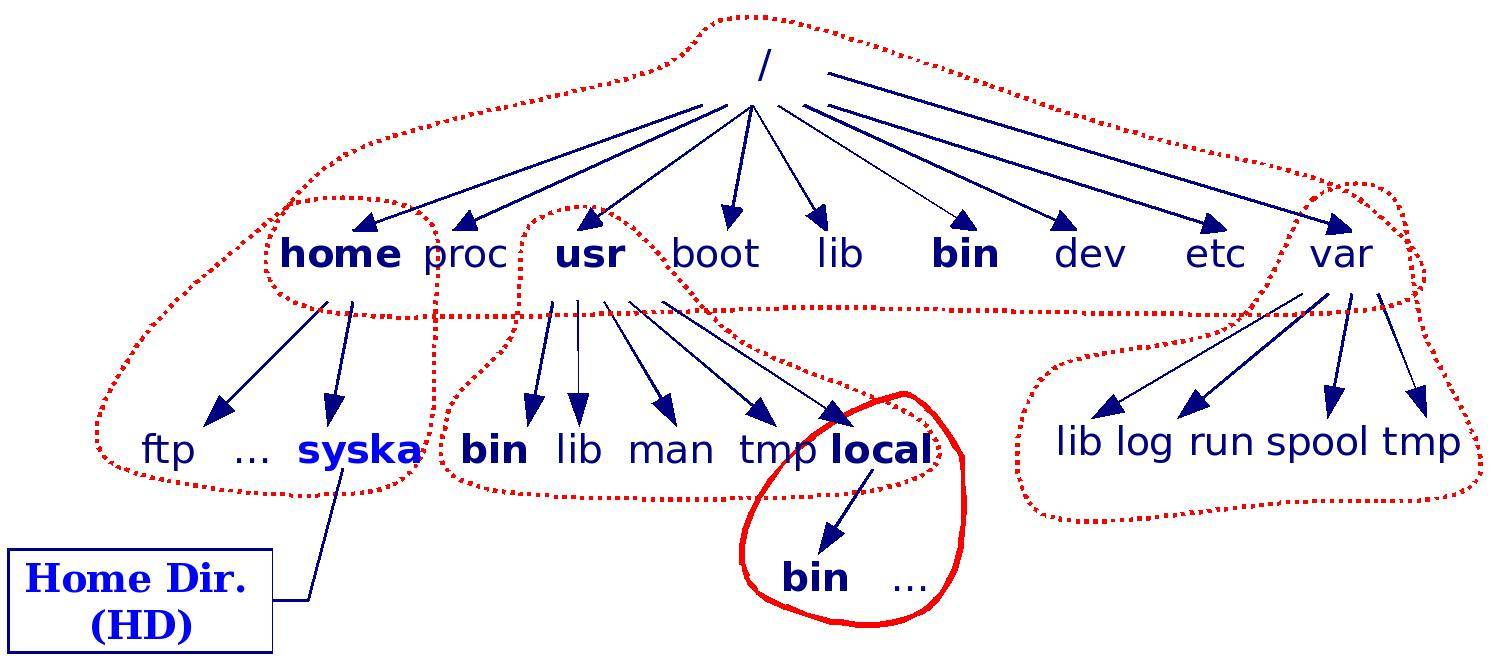 /
home proc usr boot lib bin dev etc var
ftp ... syska bin lib man tmp local lib log run spool tmp
bin ...
Home Dir.
(HD)